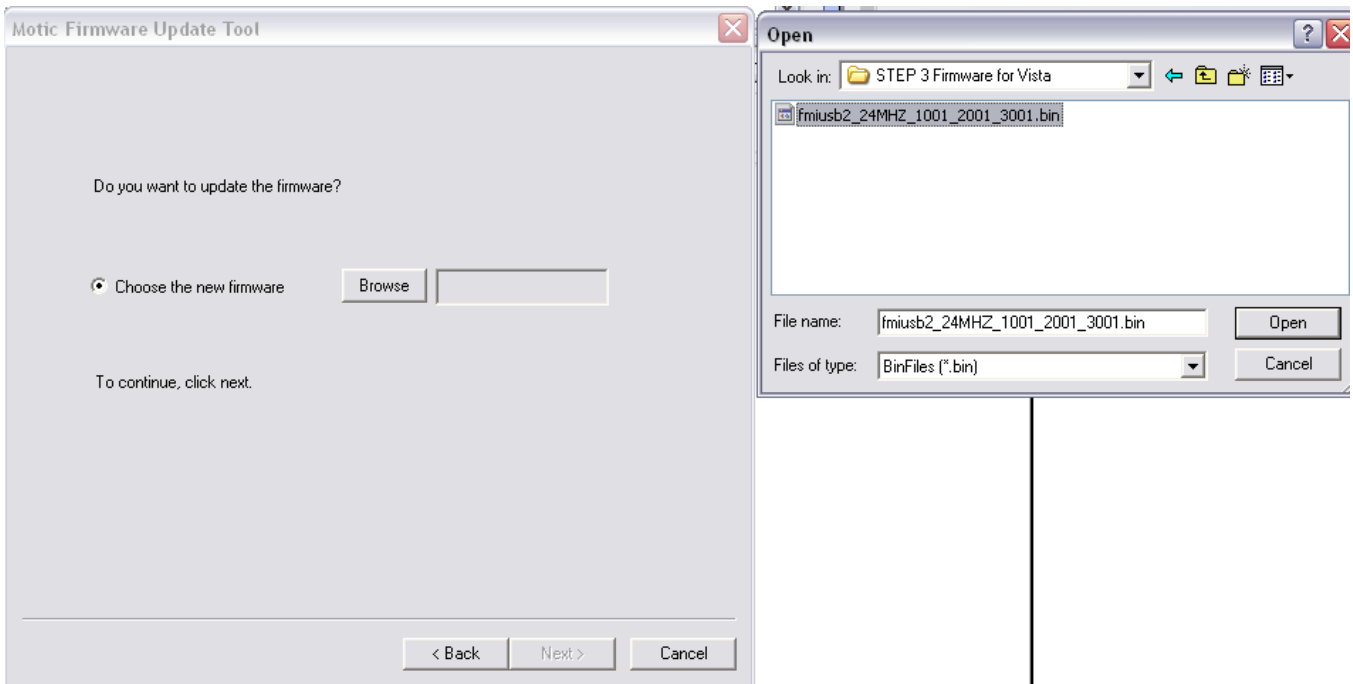 Motic Firmware Update Tool
Do you want to update the firmware?
Choose the new firmware
Browse
To continue, click next.
< Back
Next >
Cancel
Open
Look in:
STEP 3 Firmware for Vista
fmiusb2_24MHZ_1001_2001_3001.bin
File name:
fmiusb2_24MHZ_1001_2001_3001.bin
Open
Files of type:
BinFiles (*.bin)
Cancel